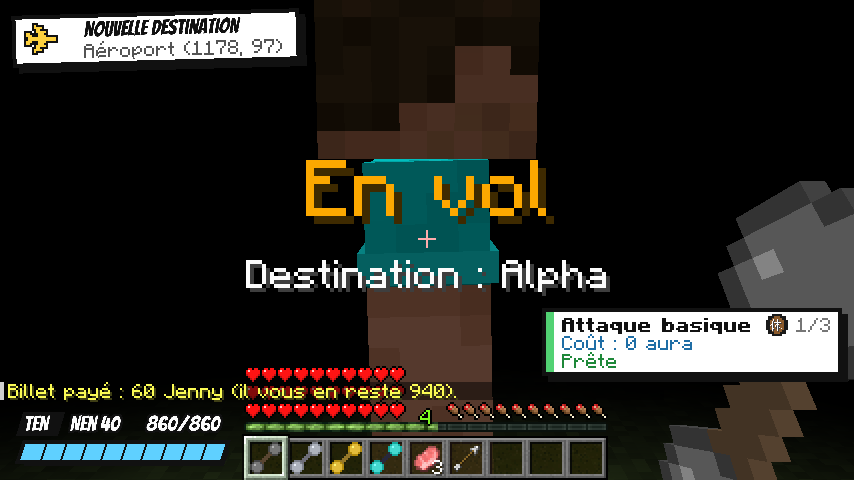 NOUVELLE DESTINATION
Aéroport (1178, 97)
En vol
Destination : Alpha
Attaque basique 休 1/3
Coût : 0 aura
Prête
Billet payé : 60 Jenny (il vous en reste 940).
4
TEN NEN 40 860/860
3